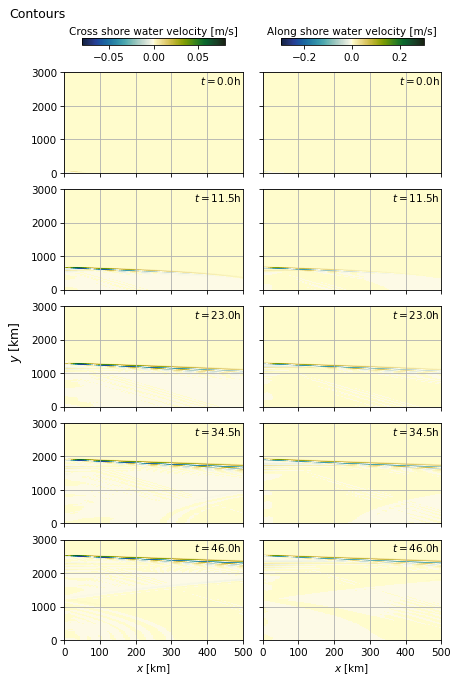 Contours
Cross shore water velocity [m/s]
Along shore water velocity [m/s]
−0.05 0.00 0.05
−0.2 0.0 0.2
3000
2000
1000
0
t = 0.0h
t = 0.0h
3000
2000
1000
0
t = 11.5h
t = 11.5h
3000
2000
1000
0
t = 23.0h
t = 23.0h
y [km]
3000
2000
1000
0
t = 34.5h
t = 34.5h
3000
2000
1000
0
t = 46.0h
t = 46.0h
0 100 200 300 400 500
0 100 200 300 400 500
x [km]
x [km]